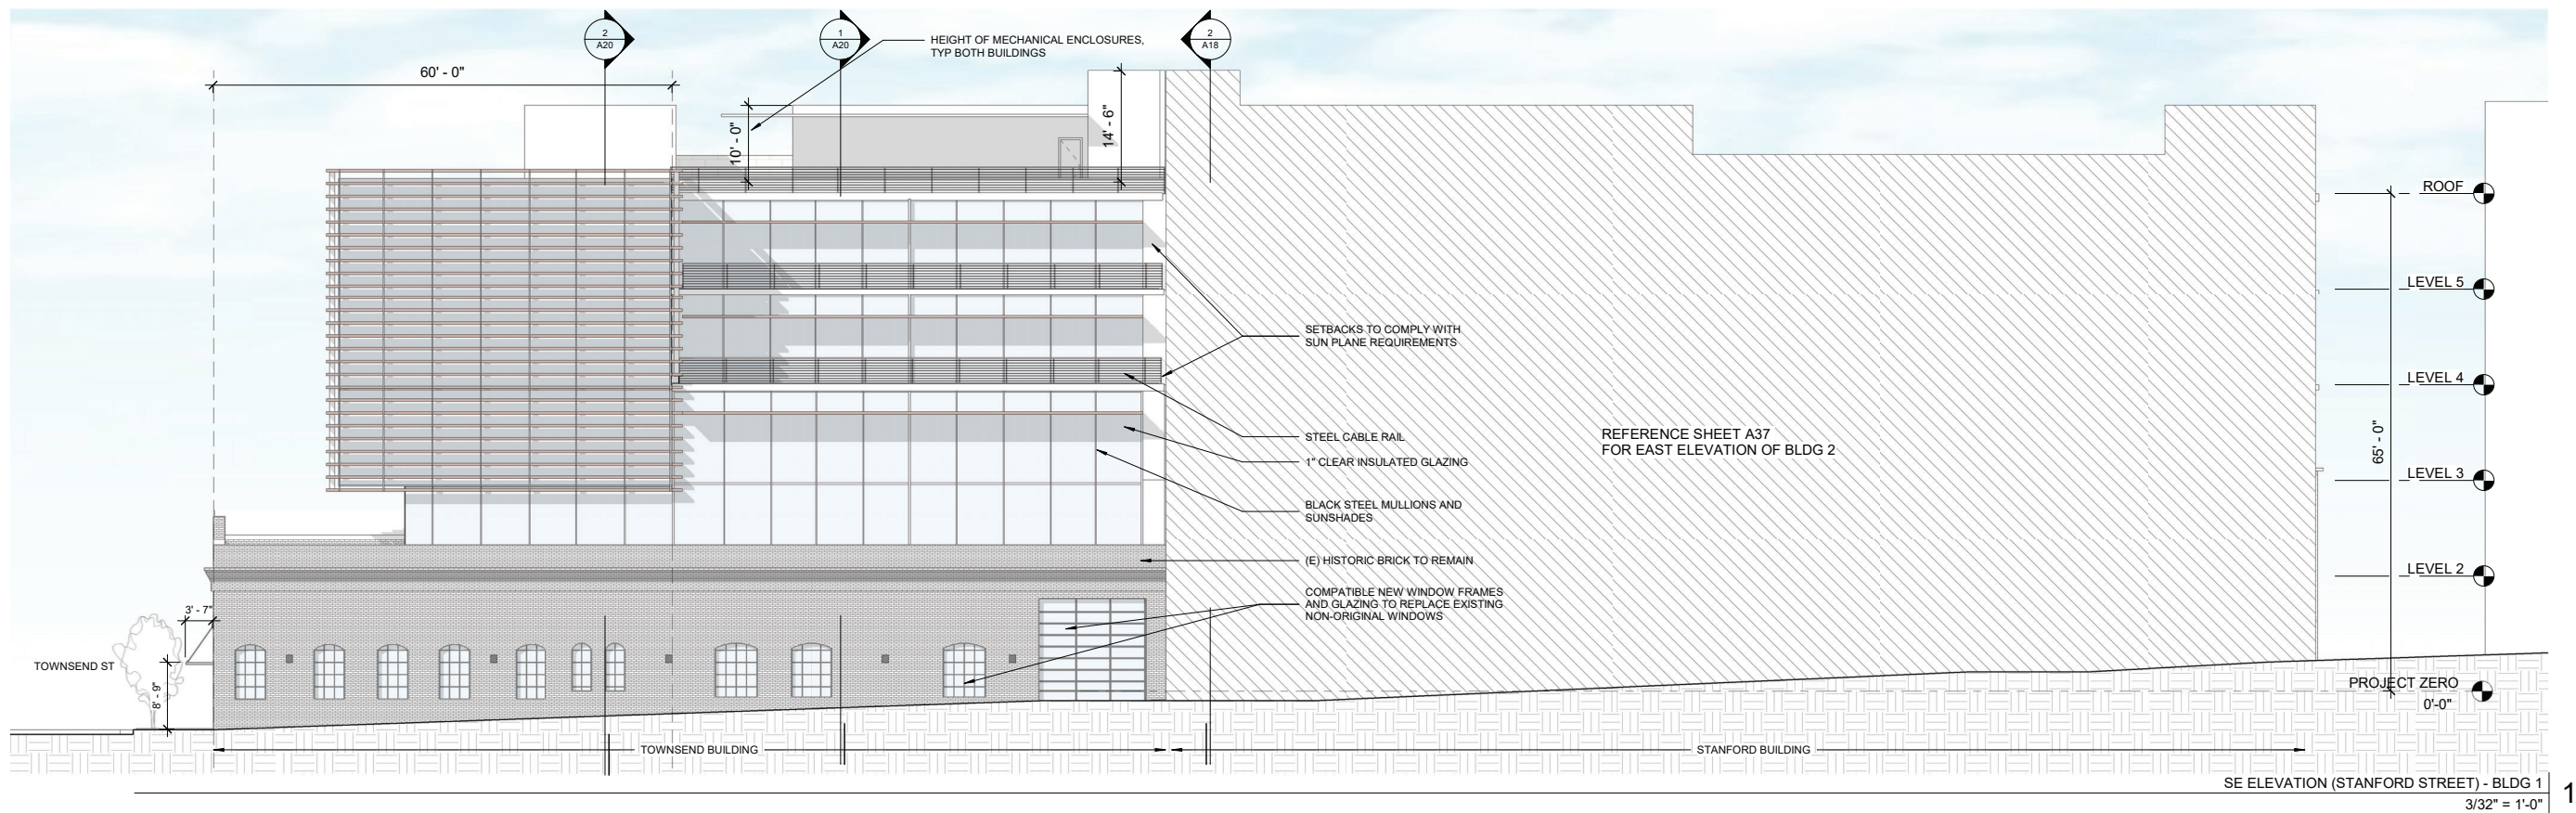 2
A20
1
A20
2
A18
HEIGHT OF MECHANICAL ENCLOSURES,
TYP BOTH BUILDINGS
60' - 0"
10' - 0"
14' - 6"
ROOF
LEVEL 5
SETBACKS TO COMPLY WITH
SUN PLANE REQUIREMENTS
LEVEL 4
STEEL CABLE RAIL
REFERENCE SHEET A37
FOR EAST ELEVATION OF BLDG 2
65' - 0"
1" CLEAR INSULATED GLAZING
LEVEL 3
BLACK STEEL MULLIONS AND
SUNSHADES
(E) HISTORIC BRICK TO REMAIN
LEVEL 2
COMPATIBLE NEW WINDOW FRAMES
AND GLAZING TO REPLACE EXISTING
NON-ORIGINAL WINDOWS
3' - 7"
TOWNSEND ST
8' - 9"
PROJECT ZERO
0'-0"
TOWNSEND BUILDING
STANFORD BUILDING
SE ELEVATION (STANFORD STREET) - BLDG 1
3/32" = 1'-0"
1